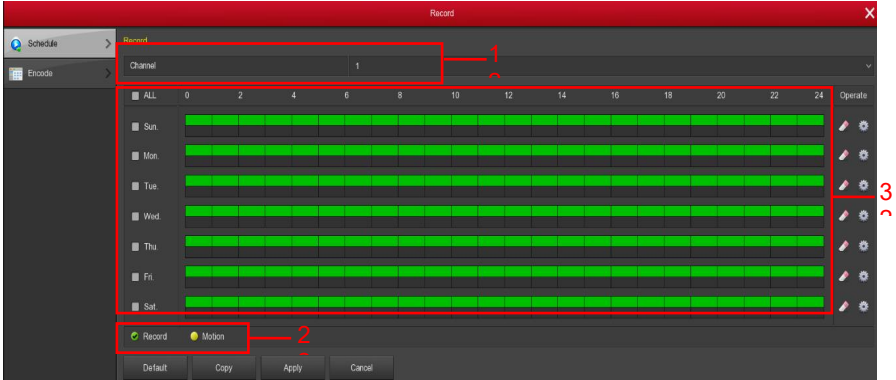 Record
Schedule
Encode
Record
Channel 1
1
ALL 0 2 4 6 8 10 12 14 16 18 20 22 24 Operate
Sun.
Mon.
Tue.
Wed.
Thu.
Fri.
Sat.
3
Record Motion
2
Default Copy Apply Cancel